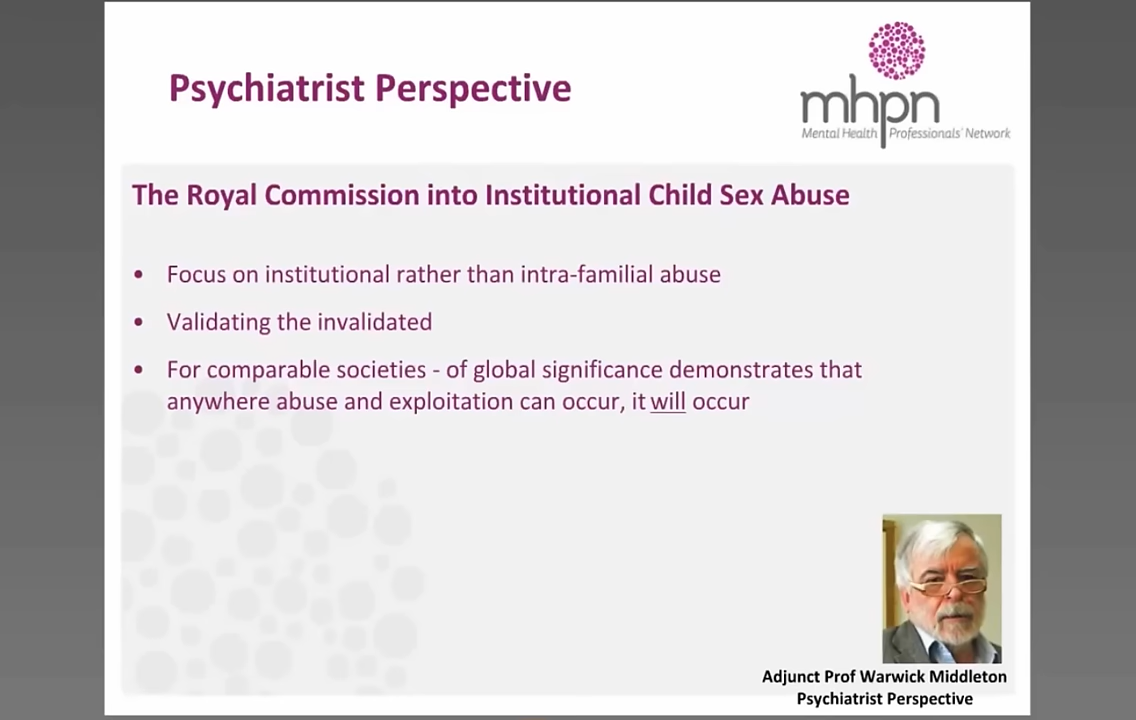 Psychiatrist Perspective
mhpn
Mental Health Professionals' Network
The Royal Commission into Institutional Child Sex Abuse
• Focus on institutional rather than intra-familial abuse
• Validating the invalidated
• For comparable societies - of global significance demonstrates that
anywhere abuse and exploitation can occur, it will occur
Adjunct Prof Warwick Middleton
Psychiatrist Perspective